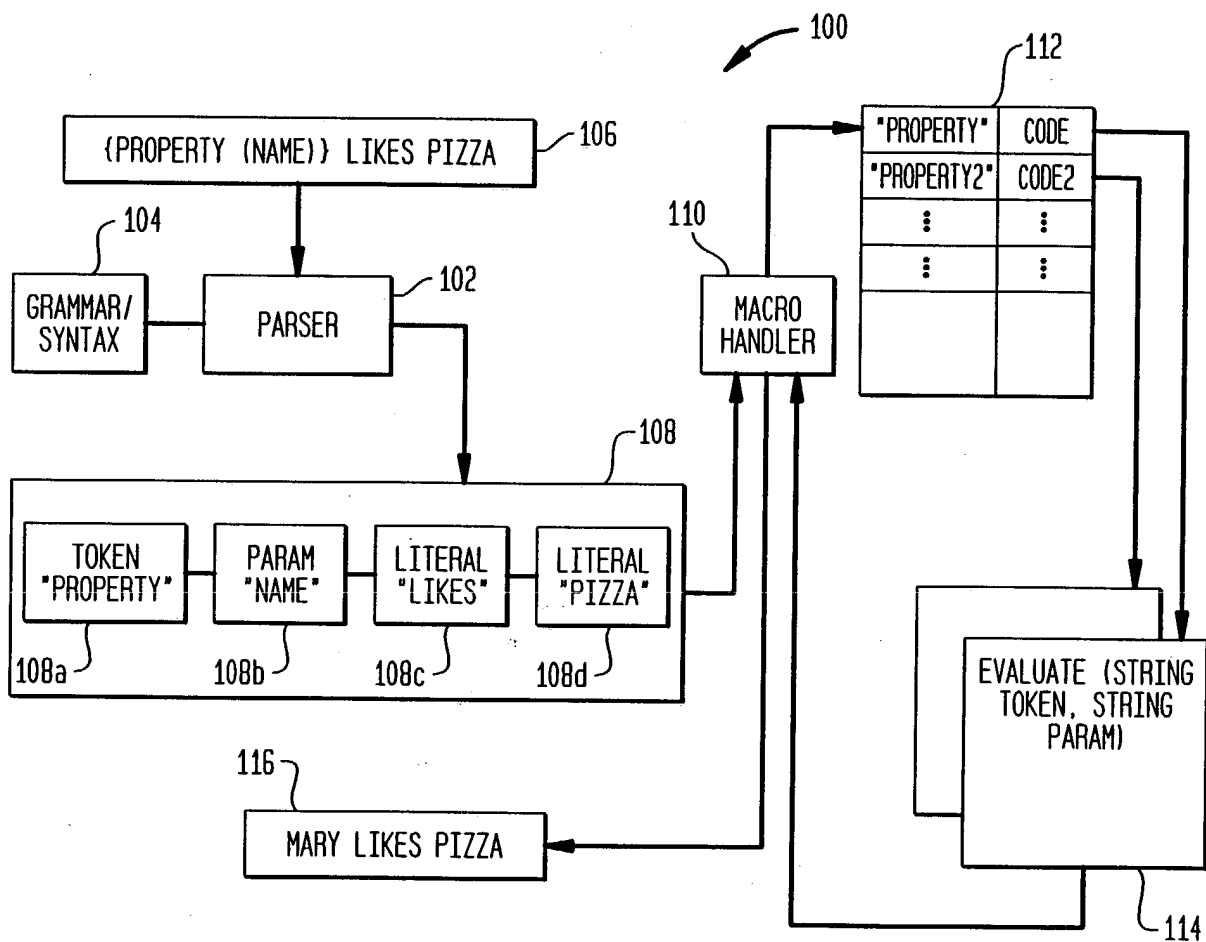 100
112
{PROPERTY (NAME)} LIKES PIZZA
106
"PROPERTY"
CODE
"PROPERTY2"
CODE2
104
110
102
GRAMMAR/
SYNTAX
PARSER
MACRO
HANDLER
108
TOKEN
"PROPERTY"
PARAM
"NAME"
LITERAL
"LIKES"
LITERAL
"PIZZA"
108a
108b
108c
108d
EVALUATE (STRING
TOKEN, STRING
PARAM)
116
MARY LIKES PIZZA
114